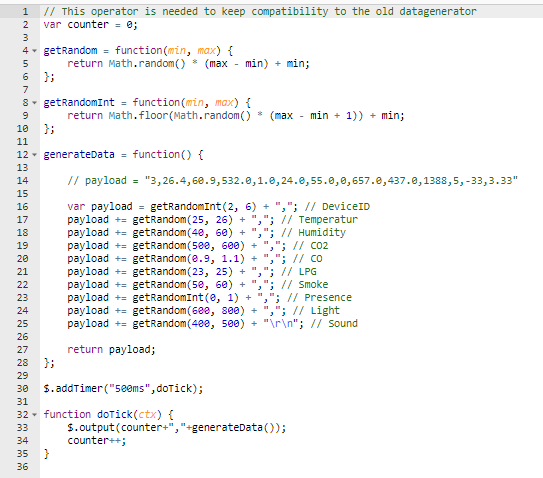 1 // This operator is needed to keep compatibility to the old datagenerator
2 var counter = 0;
3
4 getRandom = function(min, max) {
5     return Math.random() * (max - min) + min;
6 };
7
8 getRandomInt = function(min, max) {
9     return Math.floor(Math.random() * (max - min + 1)) + min;
10 };
11
12 generateData = function() {
13
14     // payload = "3,26.4,60.9,532.0,1.0,24.0,55.0,0,657.0,437.0,1388,5,-33,3.33"
15
16     var payload = getRandomInt(2, 6) + ","; // DeviceID
17     payload += getRandom(25, 26) + ","; // Temperatur
18     payload += getRandom(40, 60) + ","; // Humidity
19     payload += getRandom(500, 600) + ","; // CO2
20     payload += getRandom(0.9, 1.1) + ","; // CO
21     payload += getRandom(23, 25) + ","; // LPG
22     payload += getRandom(50, 60) + ","; // Smoke
23     payload += getRandomInt(0, 1) + ","; // Presence
24     payload += getRandom(600, 800) + ","; // Light
25     payload += getRandom(400, 500) + "\r\n"; // Sound
26
27     return payload;
28 };
29
30 $.addTimer("500ms",doTick);
31
32 function doTick(ctx) {
33     $.output(counter+","+generateData());
34     counter++;
35 }
36